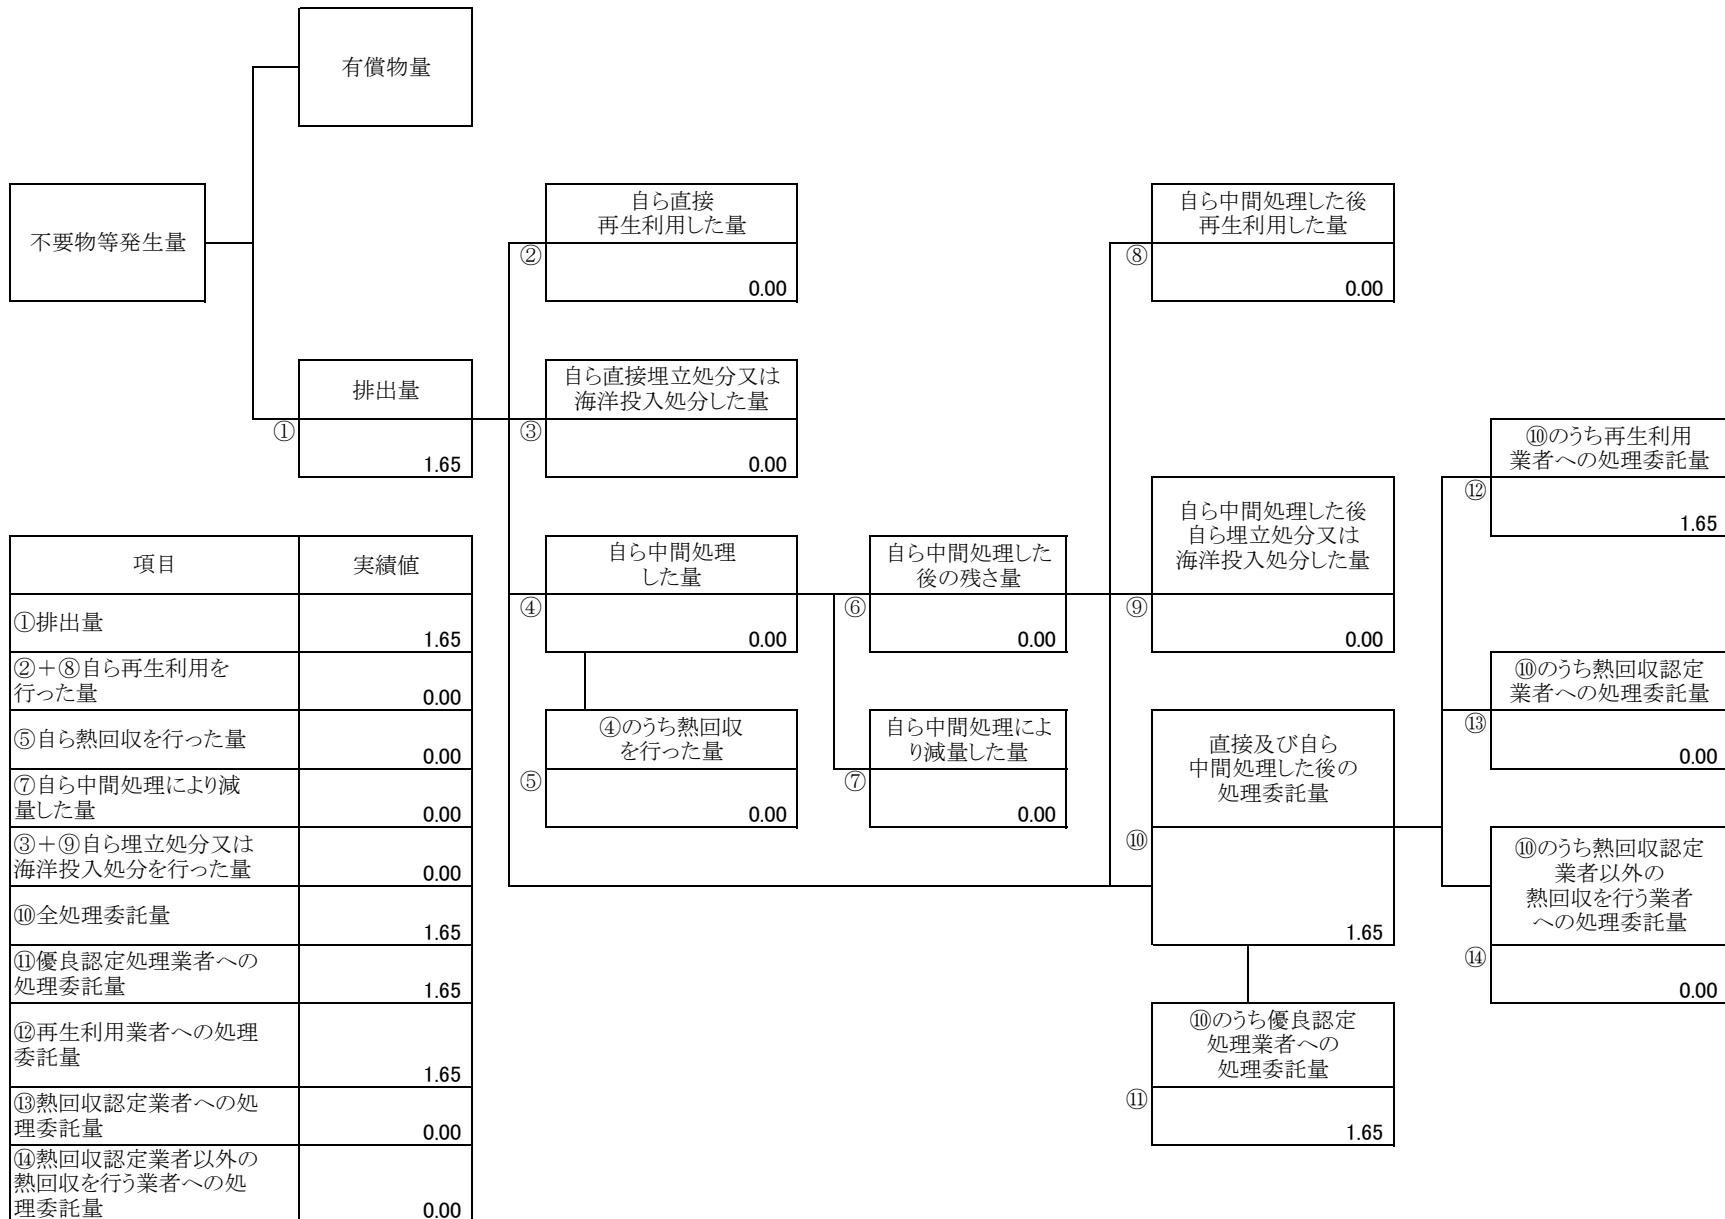 有償物量
不要物等発生量
自ら直接
再生利用した量
②
0.00
自ら中間処理した後
再生利用した量
⑧
0.00
排出量
①
1.65
自ら直接埋立処分又は
海洋投入処分した量
③
0.00
⑩のうち再生利用
業者への処理委託量
⑫
1.65
自ら中間処理
した量
④
0.00
自ら中間処理した
後の残さ量
⑥
0.00
自ら中間処理した後
自ら埋立処分又は
海洋投入処分した量
⑨
0.00
⑩のうち熱回収認定
業者への処理委託量
⑬
0.00
④のうち熱回収
を行った量
⑤
0.00
自ら中間処理によ
り減量した量
⑦
0.00
直接及び自ら
中間処理した後の
処理委託量
⑩
1.65
⑩のうち熱回収認定
業者以外の
熱回収を行う業者
への処理委託量
⑭
0.00
⑩のうち優良認定
処理業者への
処理委託量
⑪
1.65
項目 実績値
①排出量 1.65
②+⑧自ら再生利用を
行った量 0.00
⑤自ら熱回収を行った量 0.00
⑦自ら中間処理により減
量した量 0.00
③+⑨自ら埋立処分又は
海洋投入処分を行った量 0.00
⑩全処理委託量 1.65
⑪優良認定処理業者への
処理委託量 1.65
⑫再生利用業者への処理
委託量 1.65
⑬熱回収認定業者への処
理委託量 0.00
⑭熱回収認定業者以外の
熱回収を行う業者への処
理委託量 0.00